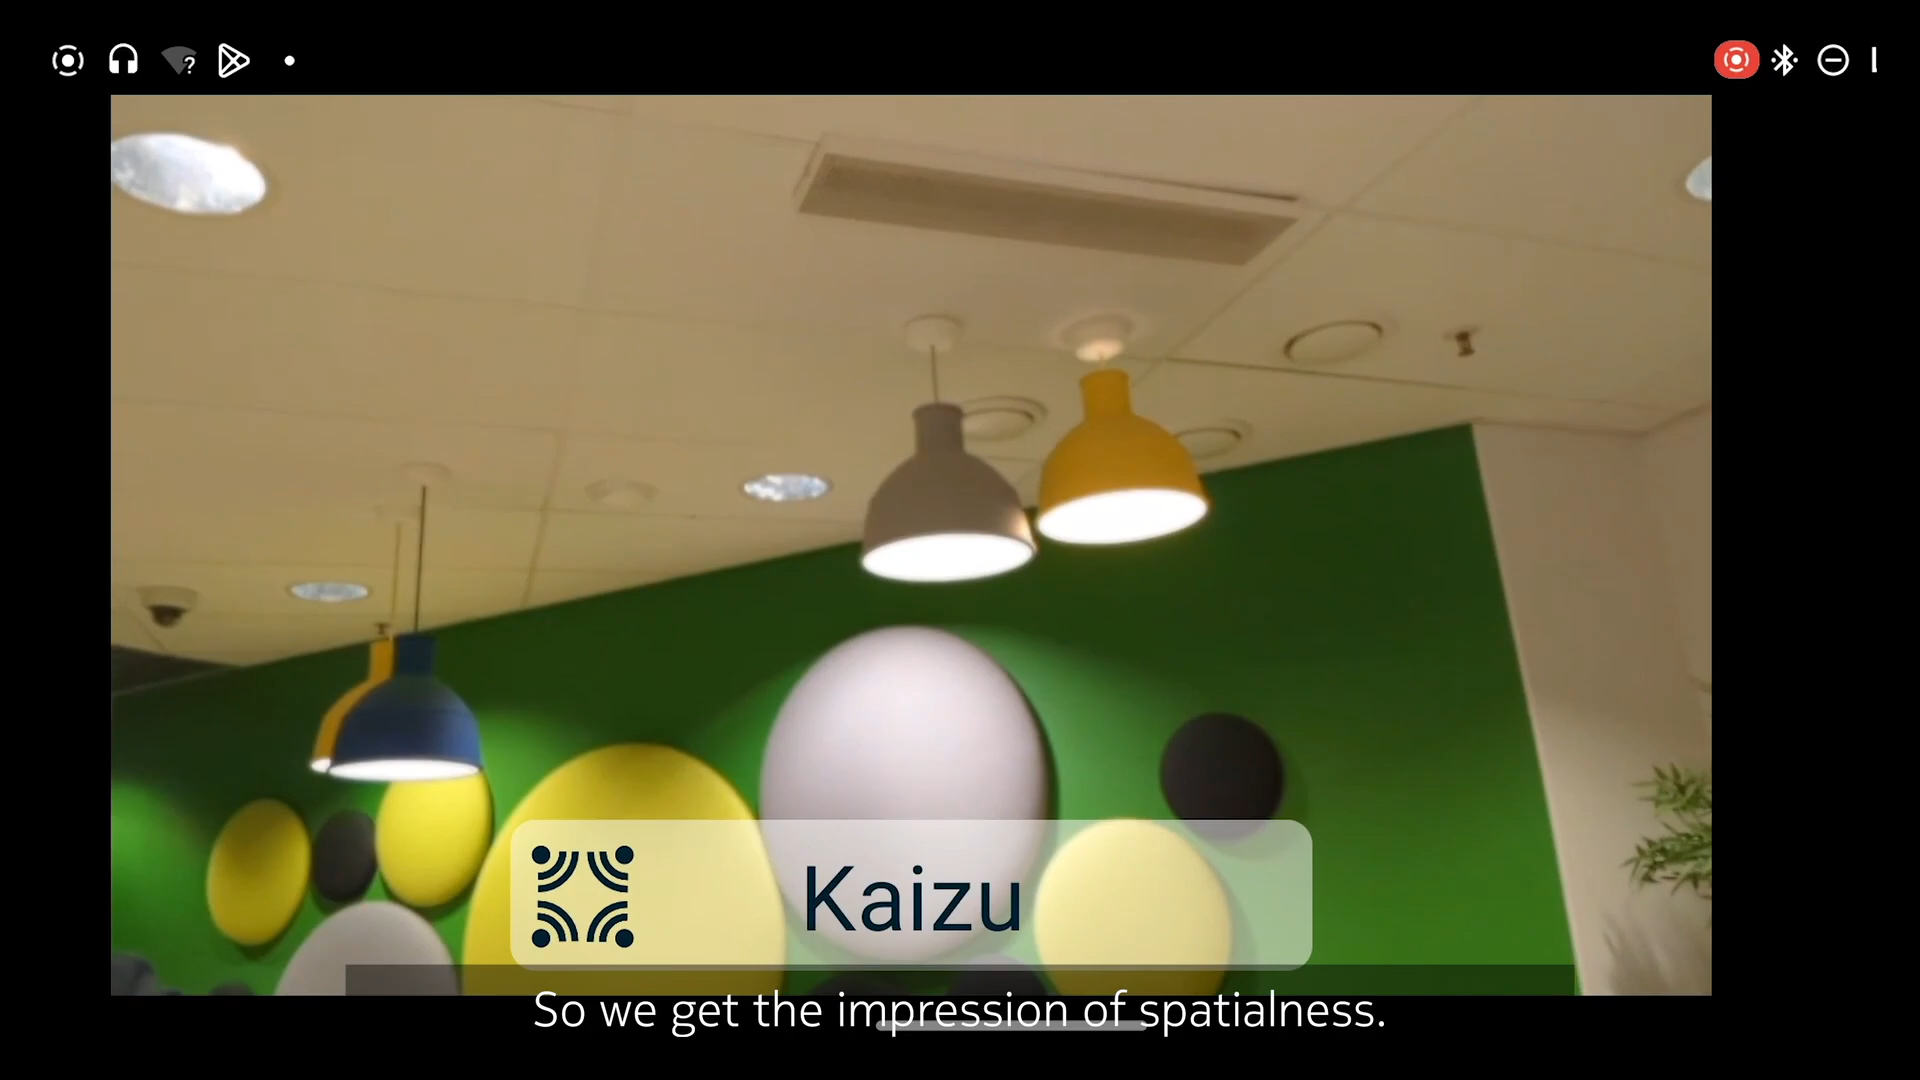 Kaizu
So we get the impression of spatialness.